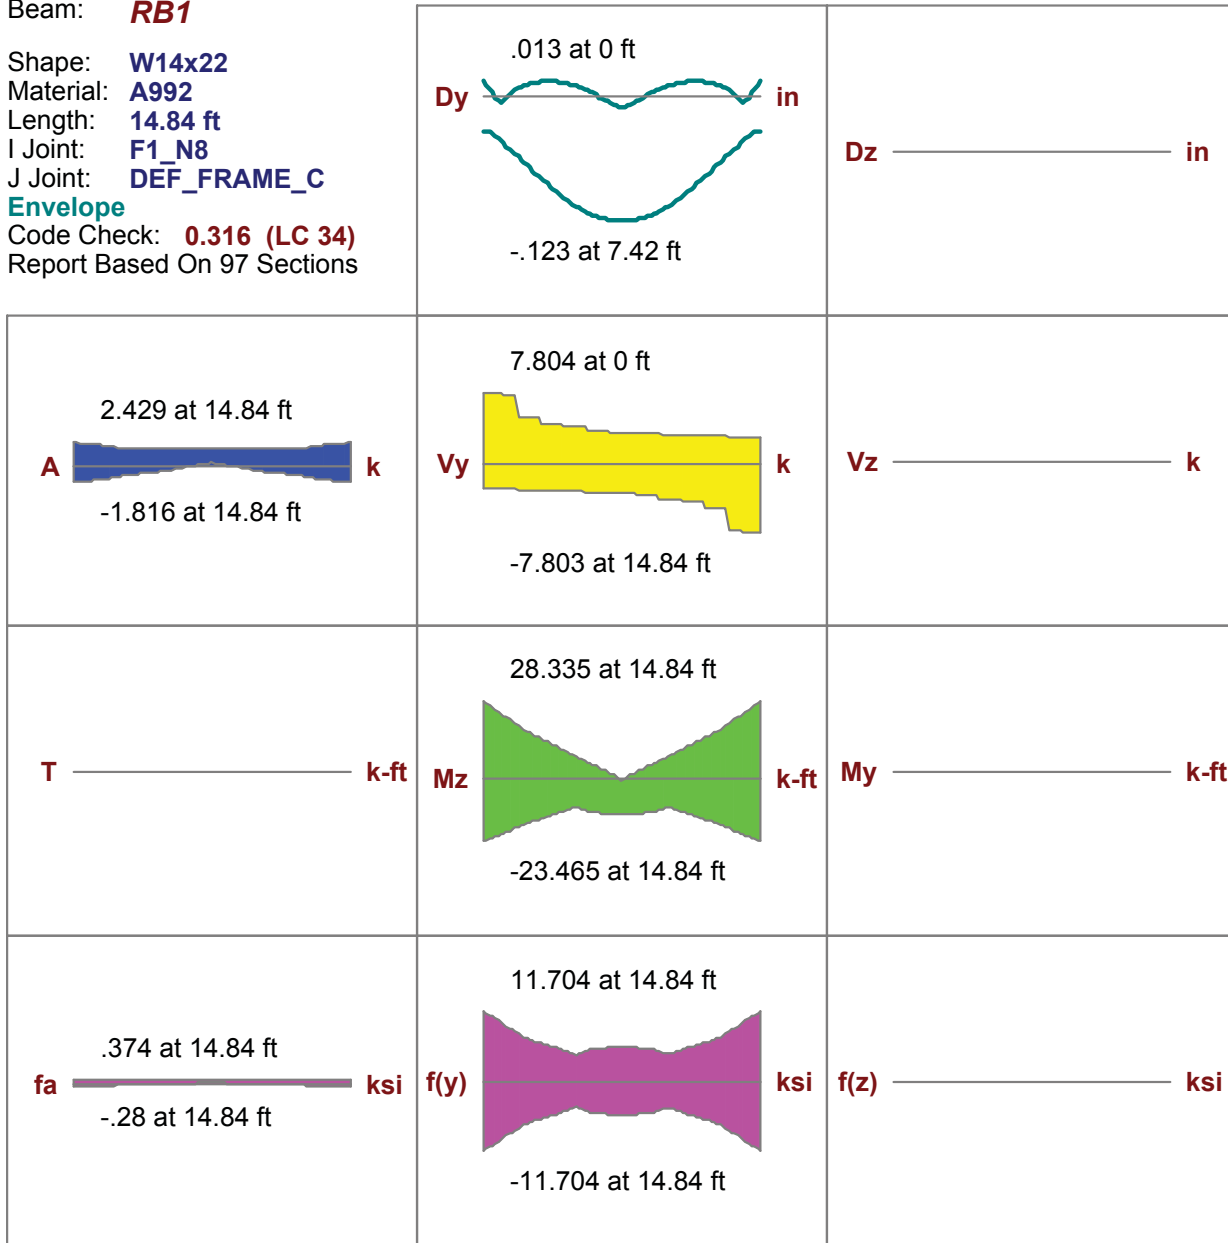 Beam: RB1
Shape: W14x22
Material: A992
Length: 14.84 ft
I Joint: F1_N8
J Joint: DEF_FRAME_C
Envelope
Code Check: 0.316 (LC 34)
Report Based On 97 Sections
.013 at 0 ft
Dy in
-.123 at 7.42 ft
Dz in
2.429 at 14.84 ft
A k
-1.816 at 14.84 ft
7.804 at 0 ft
Vy k
-7.803 at 14.84 ft
Vz k
T k-ft
28.335 at 14.84 ft
Mz k-ft
-23.465 at 14.84 ft
My k-ft
.374 at 14.84 ft
fa ksi
-.28 at 14.84 ft
11.704 at 14.84 ft
f(y) ksi
-11.704 at 14.84 ft
f(z) ksi